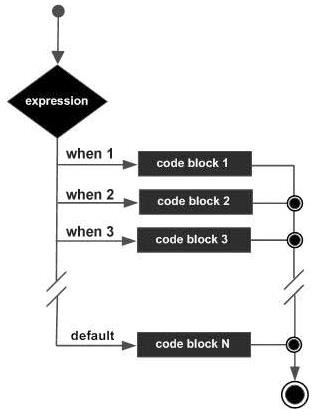 expression
when 1
code block 1
when 2
code block 2
when 3
code block 3
default
code block N